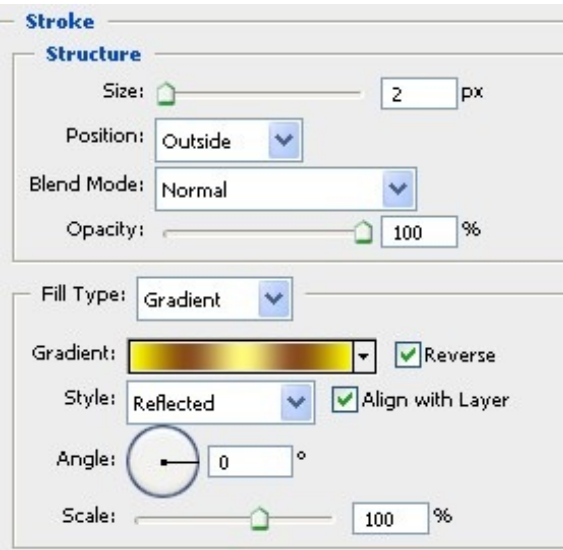 Stroke
Structure
Size: 2 px
Position: Outside
Blend Mode: Normal
Opacity: 100 %
Fill Type: Gradient
Gradient: Reverse
Style: Reflected Align with Layer
Angle: 0 °
Scale: 100 %